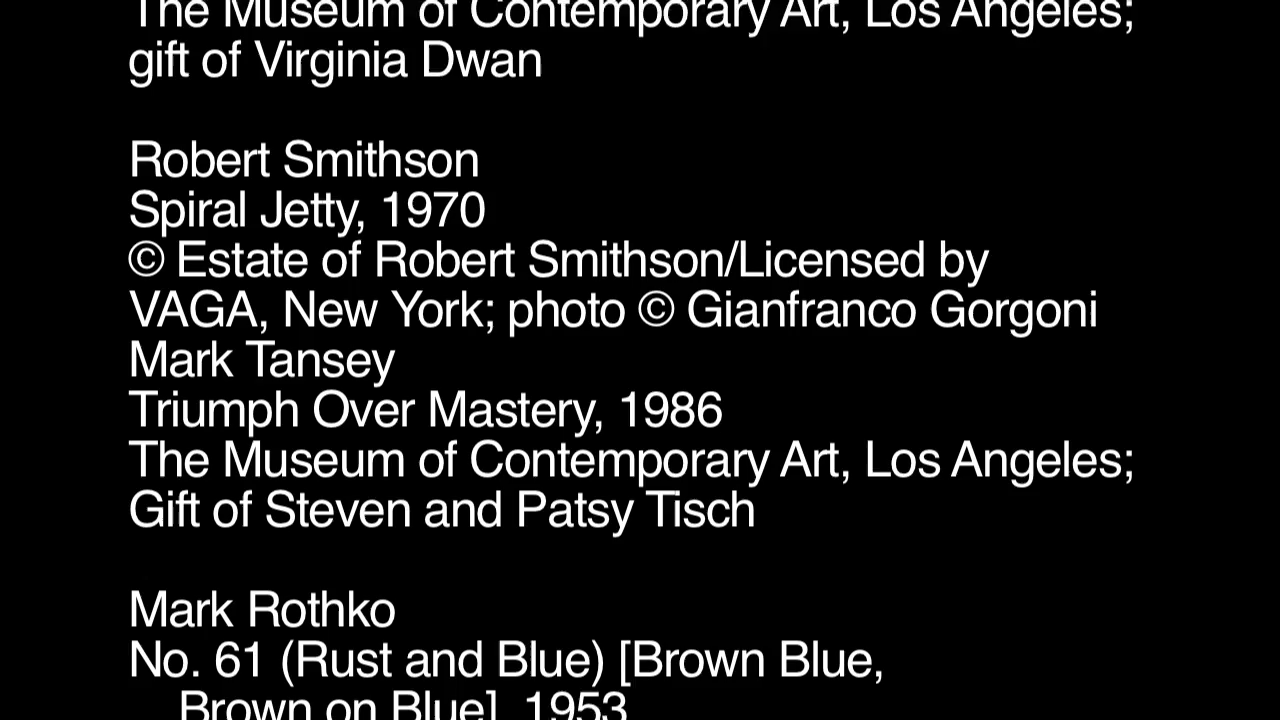 The Museum of Contemporary Art, Los Angeles;
gift of Virginia Dwan
Robert Smithson
Spiral Jetty, 1970
© Estate of Robert Smithson/Licensed by
VAGA, New York; photo © Gianfranco Gorgoni
Mark Tansey
Triumph Over Mastery, 1986
The Museum of Contemporary Art, Los Angeles;
Gift of Steven and Patsy Tisch
Mark Rothko
No. 61 (Rust and Blue) [Brown Blue,
Brown on Blue], 1953